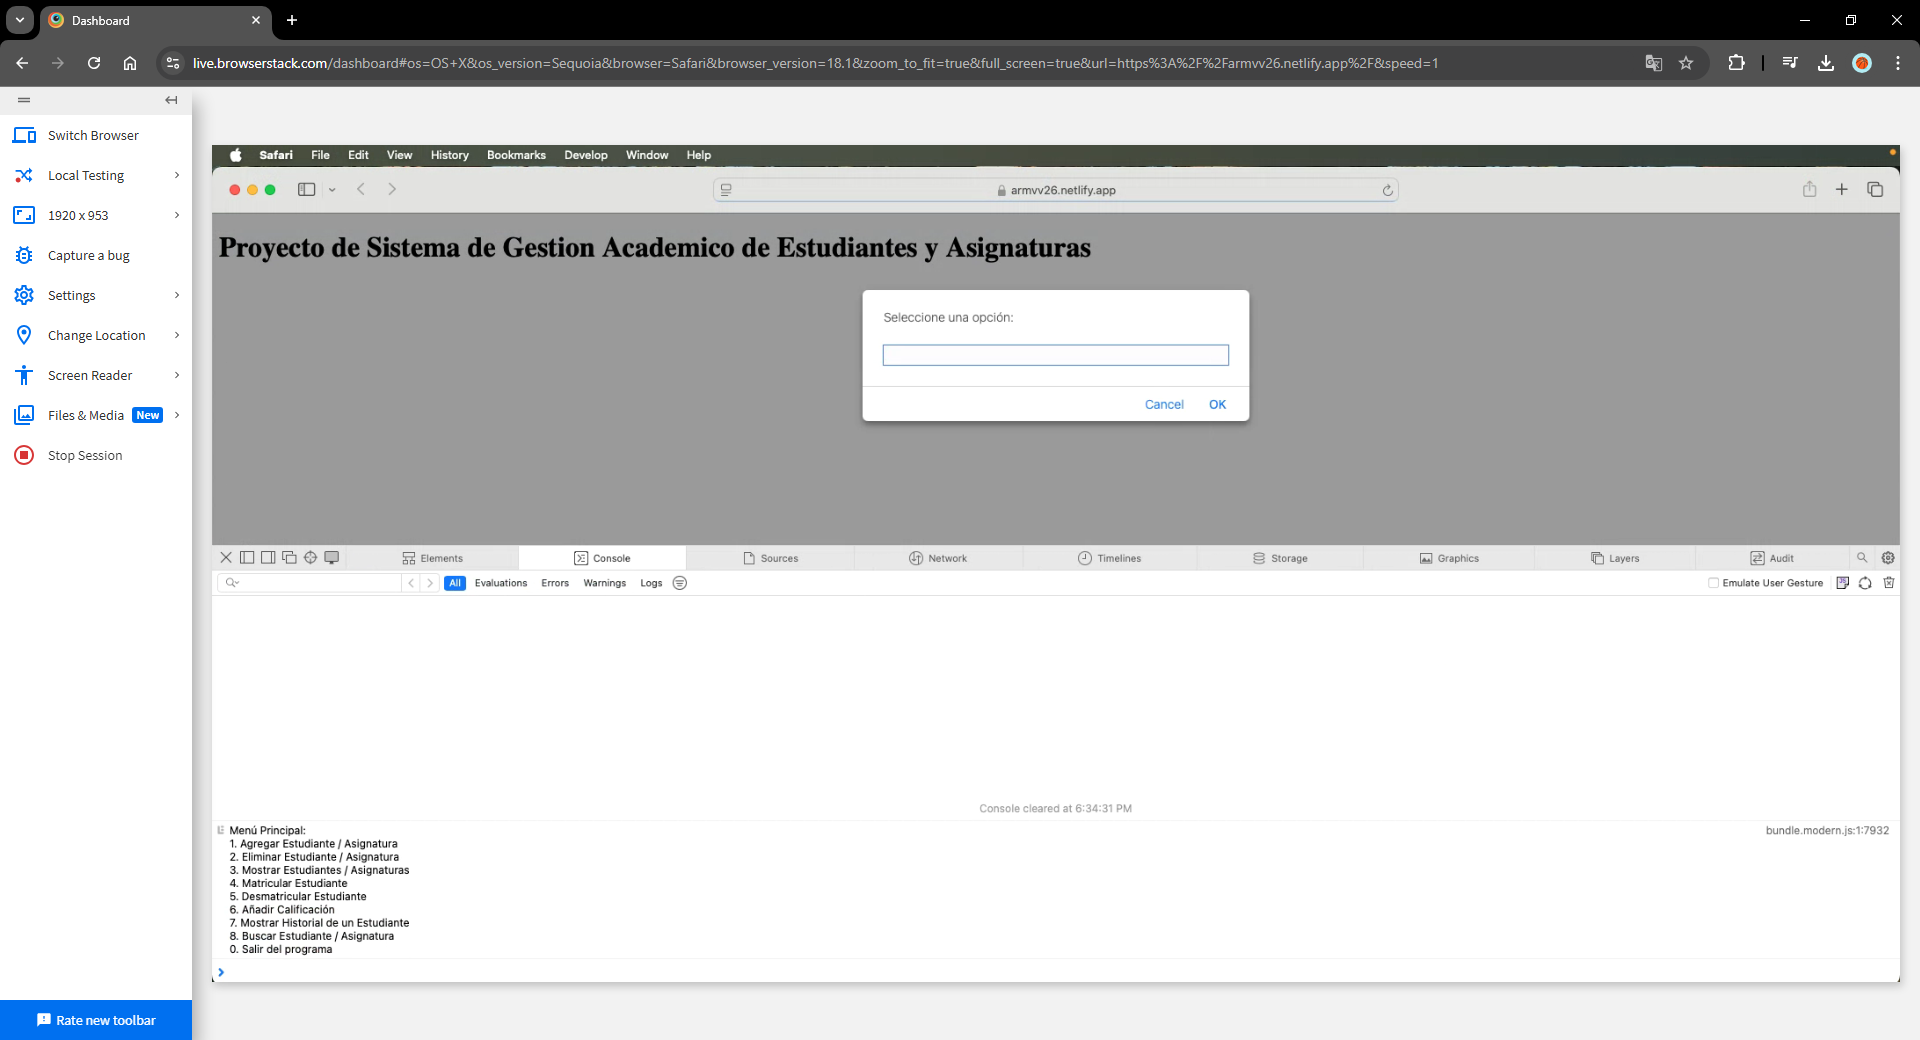 Dashboard
live.browserstack.com/dashboard#os=OS+X&os_version=Sequoia&browser=Safari&browser_version=18.1&zoom_to_fit=true&full_screen=true&url=https%3A%2F%2Farmvv26.netlify.app%2F&speed=1
Switch Browser
Local Testing
1920 x 953
Capture a bug
Settings
Change Location
Screen Reader
Files & Media New
Stop Session
Rate new toolbar
Safari File Edit View History Bookmarks Develop Window Help
armvv26.netlify.app
Proyecto de Sistema de Gestion Academico de Estudiantes y Asignaturas
Seleccione una opción:
Cancel OK
Elements Console Sources Network Timelines Storage Graphics Layers Audit
All Evaluations Errors Warnings Logs Emulate User Gesture
Console cleared at 6:34:31 PM
Menú Principal: bundle.modern.js:1:7932
1. Agregar Estudiante / Asignatura
2. Eliminar Estudiante / Asignatura
3. Mostrar Estudiantes / Asignaturas
4. Matricular Estudiante
5. Desmatricular Estudiante
6. Añadir Calificación
7. Mostrar Historial de un Estudiante
8. Buscar Estudiante / Asignatura
0. Salir del programa